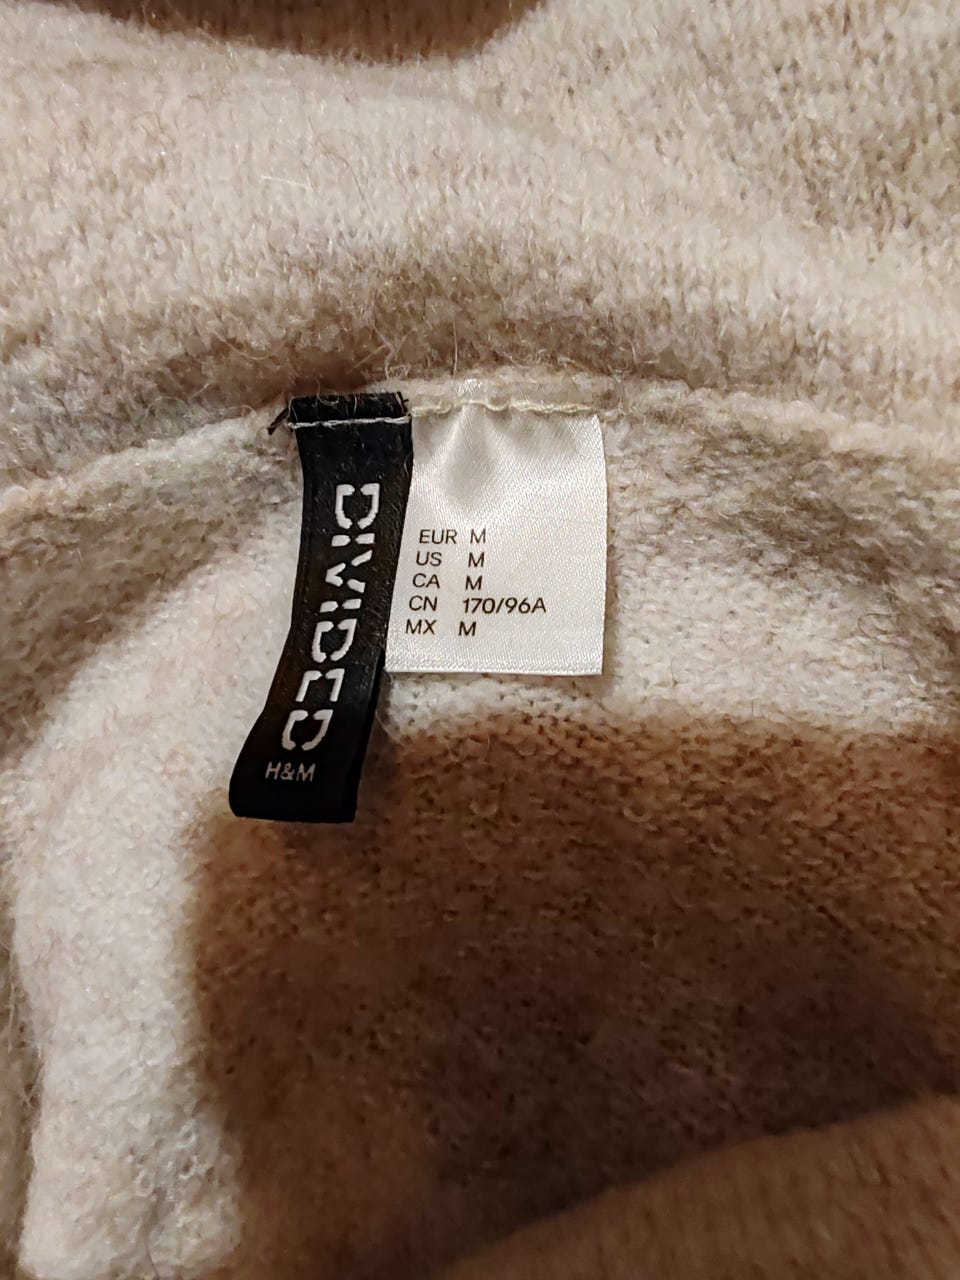 DIVIDED
H&M
EUR M
US M
CA M
CN 170/96A
MX M